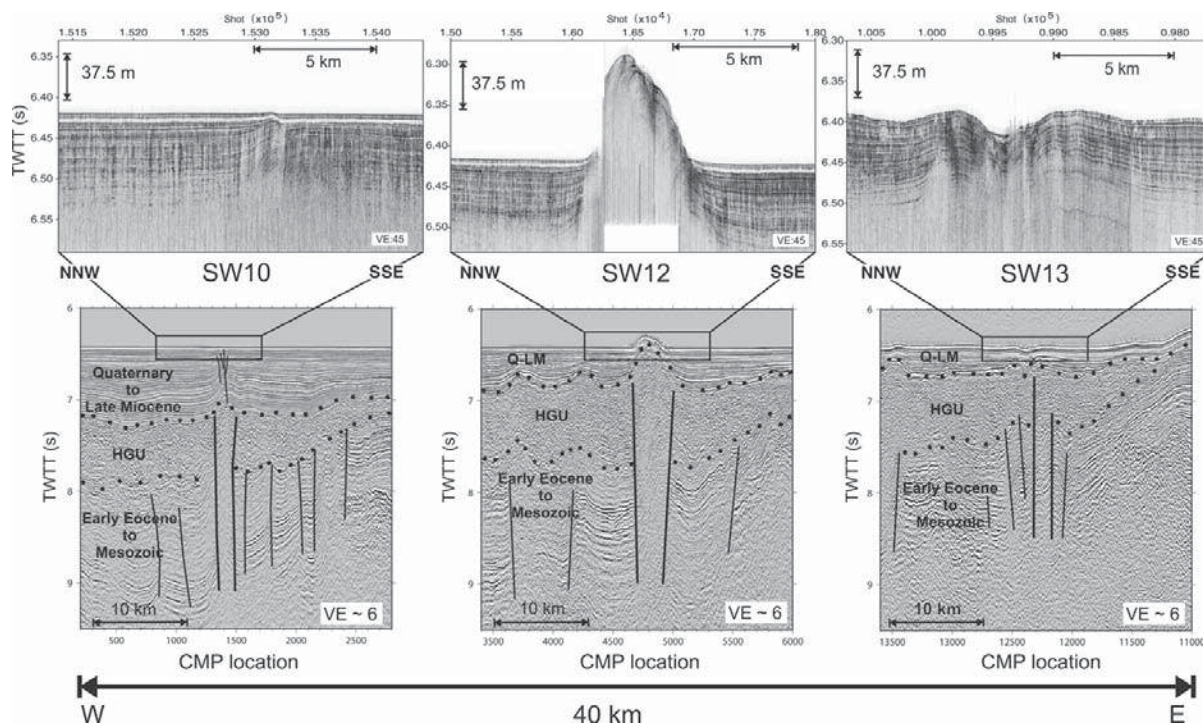 Shot (x10⁵)
1.515 1.520 1.525 1.530 1.535 1.540
Shot (x10⁴)
1.50 1.55 1.60 1.65 1.70 1.75 1.80
Shot (x10⁵)
1.005 1.000 0.995 0.990 0.985 0.980
TWTT (s)
6.35
6.40
6.45
6.50
6.55
37.5 m
5 km
VE:45
6.30
6.35
6.40
6.45
6.50
37.5 m
5 km
VE:45
6.30
6.35
6.40
6.45
6.50
6.55
37.5 m
5 km
VE:45
NNW SW10 SSE
NNW SW12 SSE
NNW SW13 SSE
TWTT (s)
6
7
8
9
Quaternary
to
Late Miocene
HGU
Early Eocene
to
Mesozoic
10 km
VE ~ 6
500 1000 1500 2000 2500
CMP location
TWTT (s)
6
7
8
9
Q-LM
HGU
Early Eocene
to
Mesozoic
10 km
VE ~ 6
3500 4000 4500 5000 5500 6000
CMP location
TWTT (s)
6
7
8
9
Q-LM
HGU
Early Eocene
to
Mesozoic
10 km
VE ~ 6
13500 13000 12500 12000 11500 11000
CMP location
W 40 km E